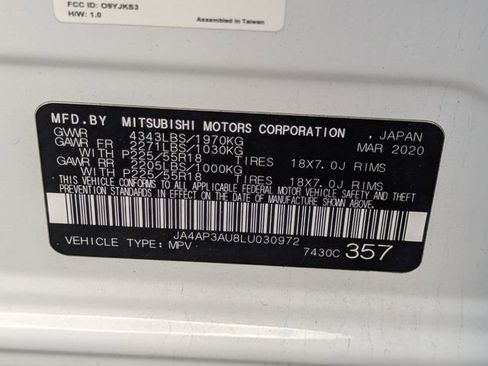 FCC ID: O9YJKS3
H/W: 1.0
Assembled in Taiwan
MFD.BY MITSUBISHI MOTORS CORPORATION , JAPAN
GVWR 4343LBS/1970KG MAR 2020
GAWR FR 2271LBS/1030KG
WITH P225/55R18 TIRES 18X7.0J RIMS
GAWR RR 2205LBS/1000KG
WITH P225/55R18 TIRES 18X7.0J RIMS
THIS VEHICLE CONFORMS TO ALL APPLICABLE FEDERAL MOTOR VEHICLE SAFETY AND THEFT
PREVENTION STANDARDS IN EFFECT ON THE DATE OF MANUFACTURE SHOWN ABOVE.
JA4AP3AU8LU030972
VEHICLE TYPE: MPV 7430C 357